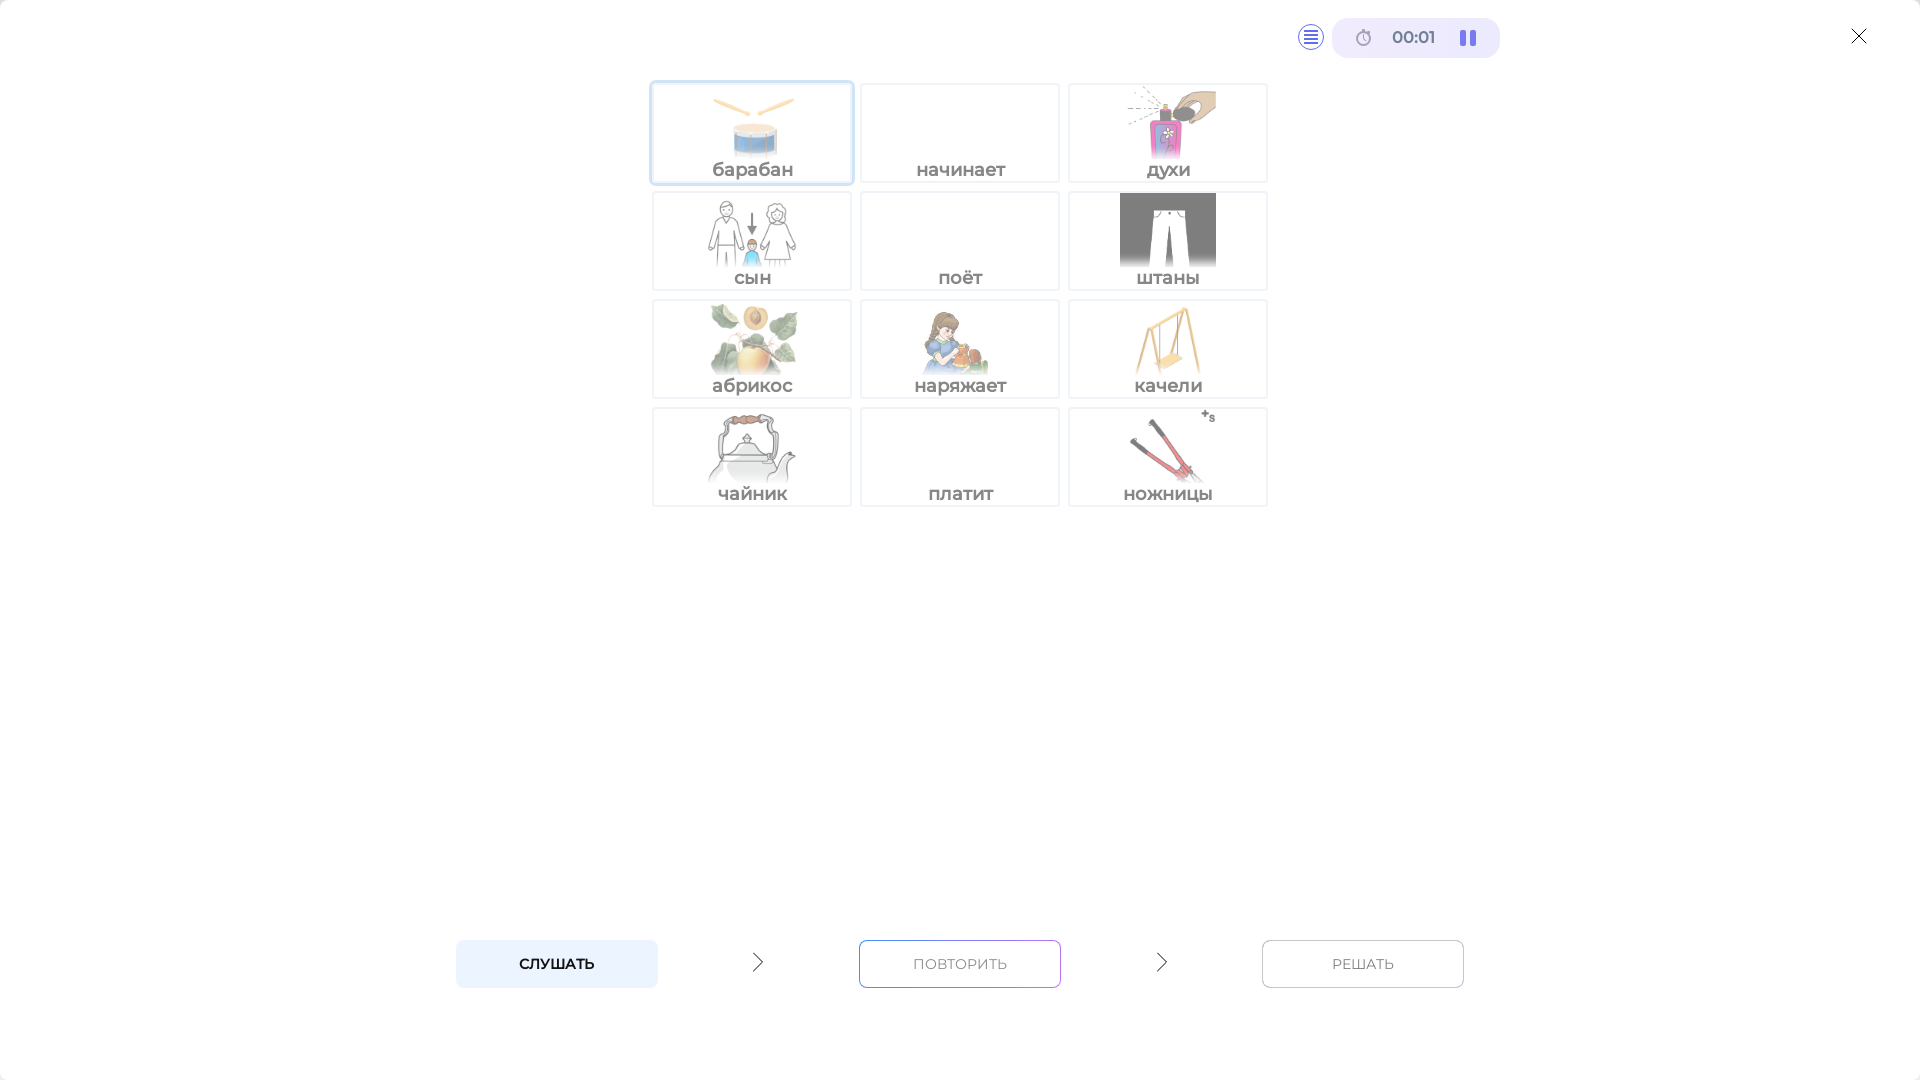 00:01
барабан
начинает
духи
сын
поёт
штаны
абрикос
наряжает
качели
чайник
платит
+s
ножницы
СЛУШАТЬ
ПОВТОРИТЬ
РЕШАТЬ